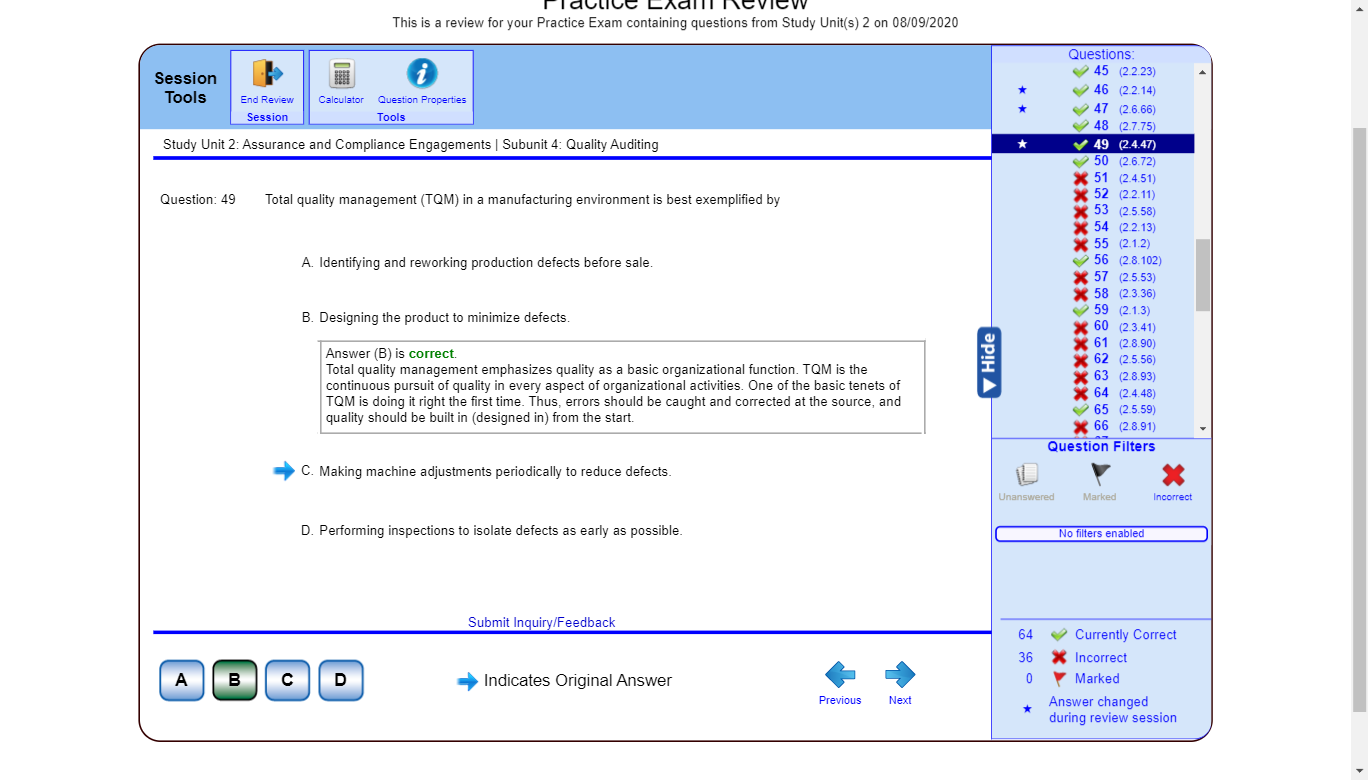 Practice Exam Review
This is a review for your Practice Exam containing questions from Study Unit(s) 2 on 08/09/2020
Session
Tools
End Review
Session
Calculator
Question Properties
Tools
Study Unit 2: Assurance and Compliance Engagements | Subunit 4: Quality Auditing
Question: 49 Total quality management (TQM) in a manufacturing environment is best exemplified by
A. Identifying and reworking production defects before sale.
B. Designing the product to minimize defects.
Answer (B) is correct.
Total quality management emphasizes quality as a basic organizational function. TQM is the
continuous pursuit of quality in every aspect of organizational activities. One of the basic tenets of
TQM is doing it right the first time. Thus, errors should be caught and corrected at the source, and
quality should be built in (designed in) from the start.
C. Making machine adjustments periodically to reduce defects.
D. Performing inspections to isolate defects as early as possible.
Submit Inquiry/Feedback
A B C D
Indicates Original Answer
Previous
Next
Hide
Questions:
45 (2.2.23)
46 (2.2.14)
47 (2.6.66)
48 (2.7.75)
49 (2.4.47)
50 (2.6.72)
51 (2.4.51)
52 (2.2.11)
53 (2.5.58)
54 (2.2.13)
55 (2.1.2)
56 (2.8.102)
57 (2.5.53)
58 (2.3.36)
59 (2.1.3)
60 (2.3.41)
61 (2.8.90)
62 (2.5.56)
63 (2.8.93)
64 (2.4.48)
65 (2.5.59)
66 (2.8.91)
Question Filters
Unanswered
Marked
Incorrect
No filters enabled
64 Currently Correct
36 Incorrect
0 Marked
Answer changed
during review session